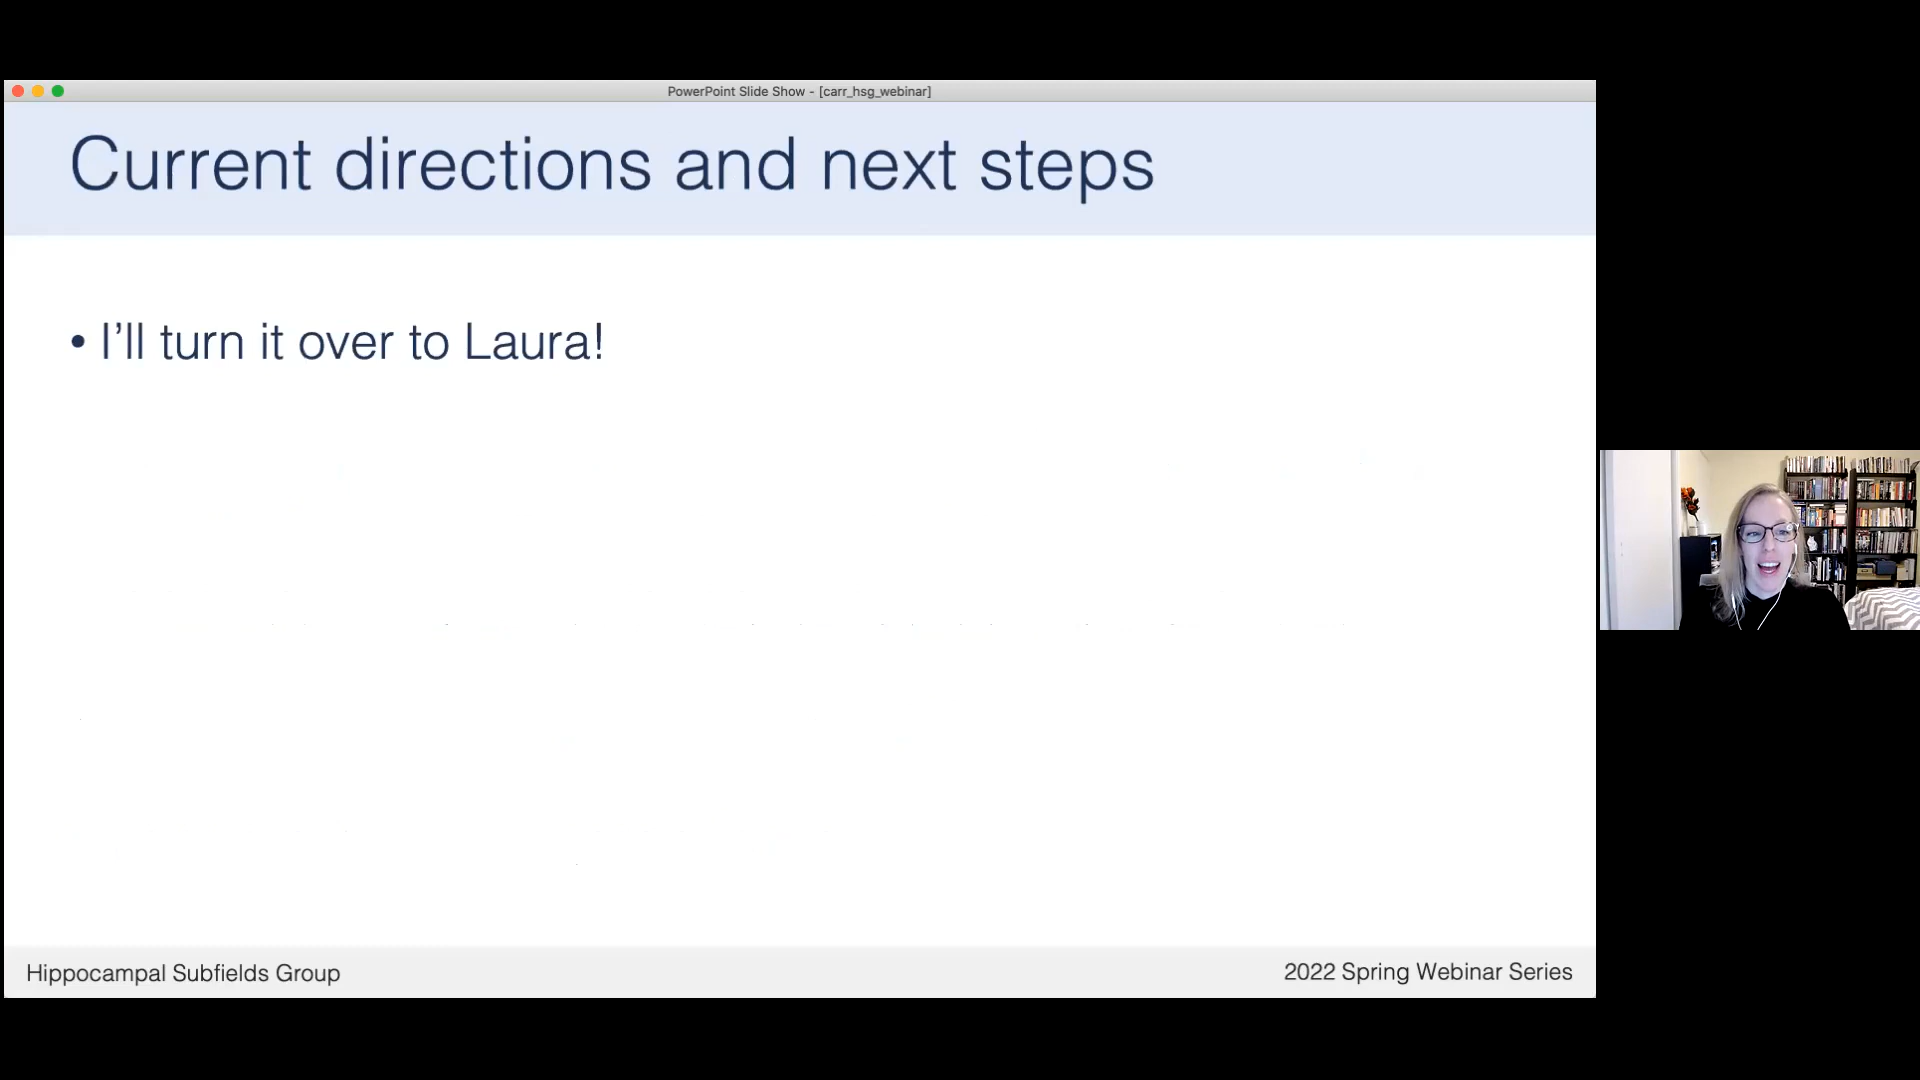 PowerPoint Slide Show - [carr_hsg_webinar]
Current directions and next steps
• I’ll turn it over to Laura!
Hippocampal Subfields Group
2022 Spring Webinar Series